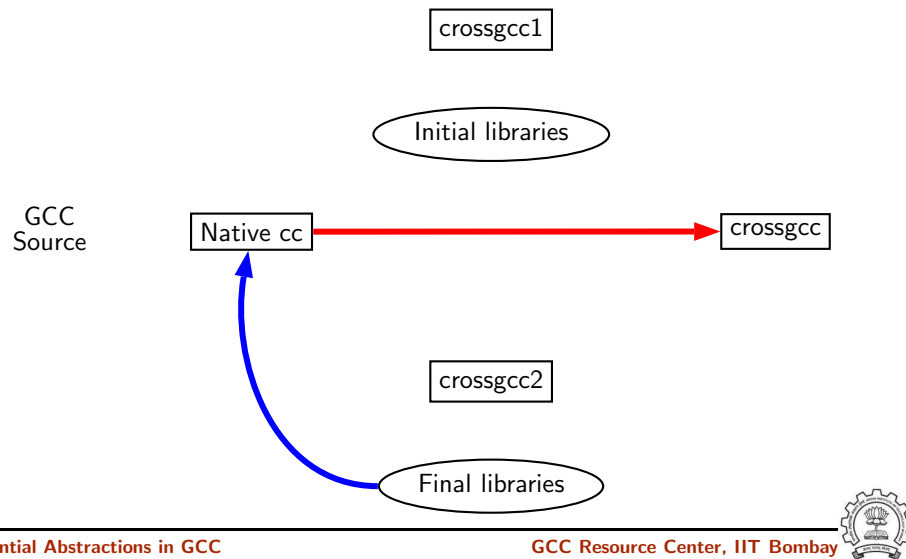 crossgcc1
Initial libraries
GCC
Source
Native cc
crossgcc
crossgcc2
Final libraries
ntial Abstractions in GCC
GCC Resource Center, IIT Bombay